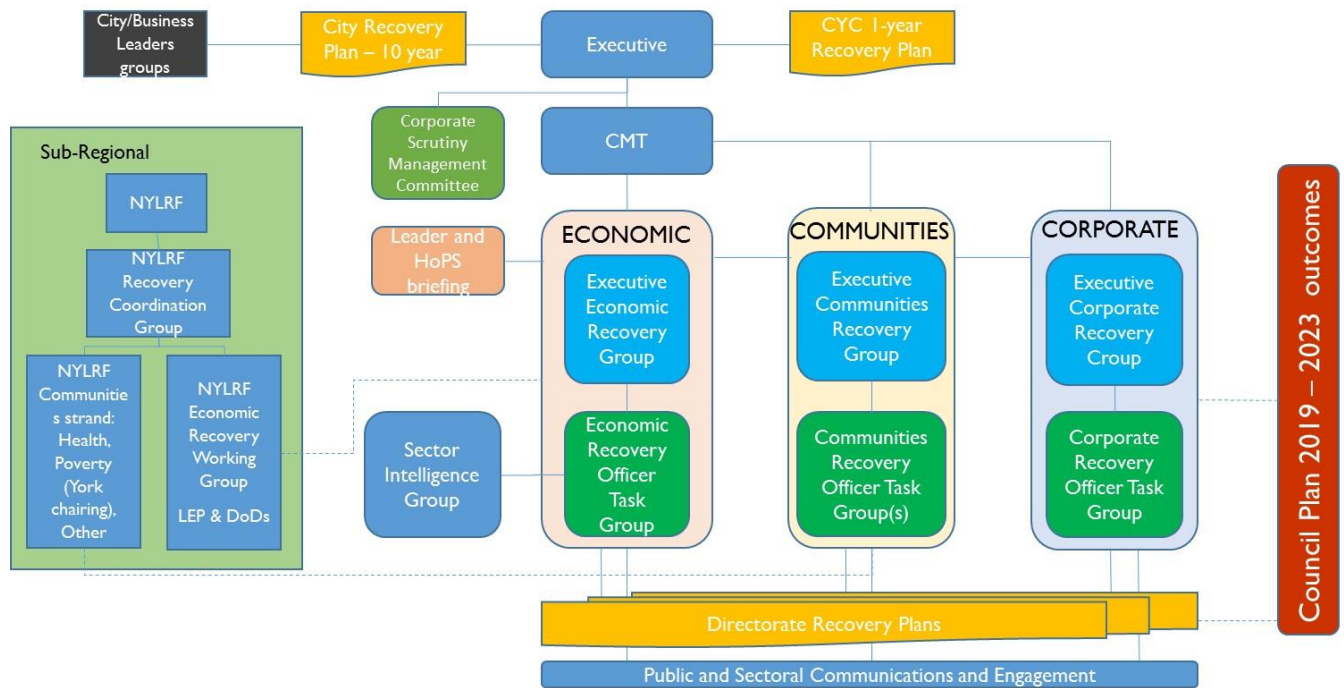 City/Business
Leaders
groups
City Recovery
Plan – 10 year
Executive
CYC 1-year
Recovery Plan
Corporate
Scrutiny
Management
Committee
CMT
Sub-Regional
NYLRF
NYLRF
Recovery
Coordination
Group
NYLRF
Communitie
s strand:
Health,
Poverty
(York
chairing),
Other
NYLRF
Economic
Recovery
Working
Group
LEP & DoDs
Leader and
HoPS
briefing
Sector
Intelligence
Group
ECONOMIC
Executive
Economic
Recovery
Group
Economic
Recovery
Officer
Task
Group
COMMUNITIES
Executive
Communities
Recovery
Group
Communities
Recovery
Officer Task
Group(s)
CORPORATE
Executive
Corporate
Recovery
Croup
Corporate
Recovery
Officer Task
Group
Council Plan 2019 – 2023 outcomes
Directorate Recovery Plans
Public and Sectoral Communications and Engagement